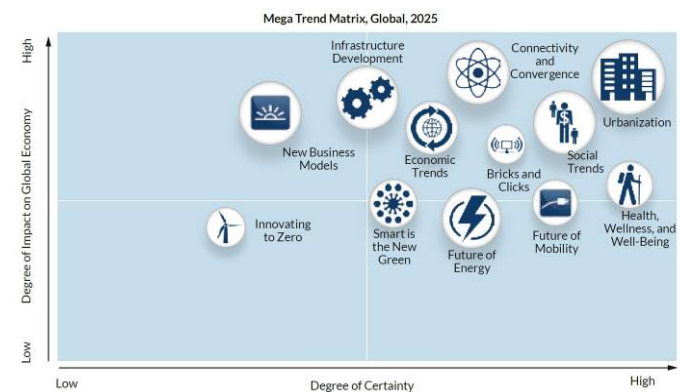 Mega Trend Matrix, Global, 2025
High
Degree of Impact on Global Economy
Low
Infrastructure
Development
Connectivity
and
Convergence
Urbanization
New Business
Models
Economic
Trends
Bricks and
Clicks
$
Social
Trends
Innovating
to Zero
Smart is
the New
Green
Future of
Energy
Future of
Mobility
Health,
Wellness, and
Well-Being
Low
Degree of Certainty
High